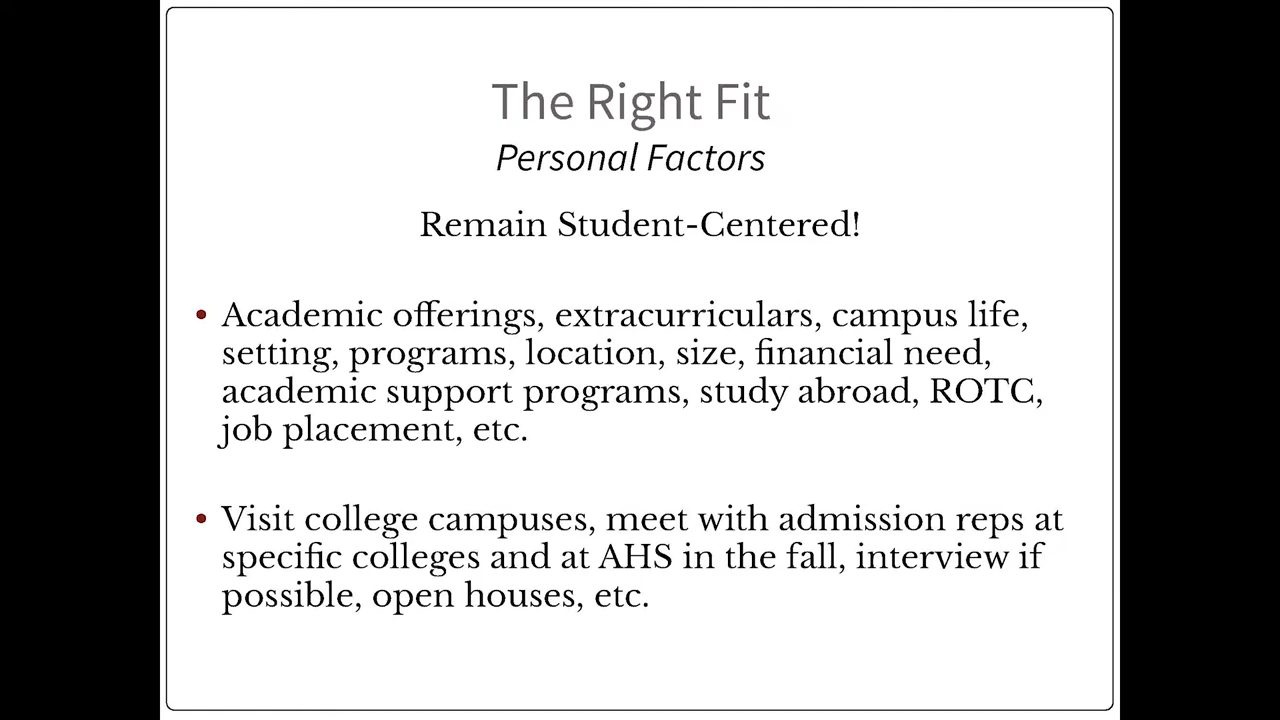 The Right Fit
Personal Factors
Remain Student-Centered!
• Academic offerings, extracurriculars, campus life,
setting, programs, location, size, financial need,
academic support programs, study abroad, ROTC,
job placement, etc.
• Visit college campuses, meet with admission reps at
specific colleges and at AHS in the fall, interview if
possible, open houses, etc.